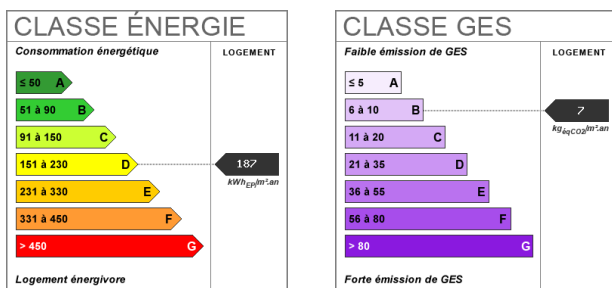 CLASSE ÉNERGIE
Consommation énergétique
LOGEMENT
≤ 50 A
51 à 90 B
91 à 150 C
151 à 230 D
187
kWhEP/m².an
231 à 330 E
331 à 450 F
> 450 G
Logement énergivore
CLASSE GES
Faible émission de GES
LOGEMENT
≤ 5 A
6 à 10 B
7
kgéqCO2/m².an
11 à 20 C
21 à 35 D
36 à 55 E
56 à 80 F
> 80 G
Forte émission de GES